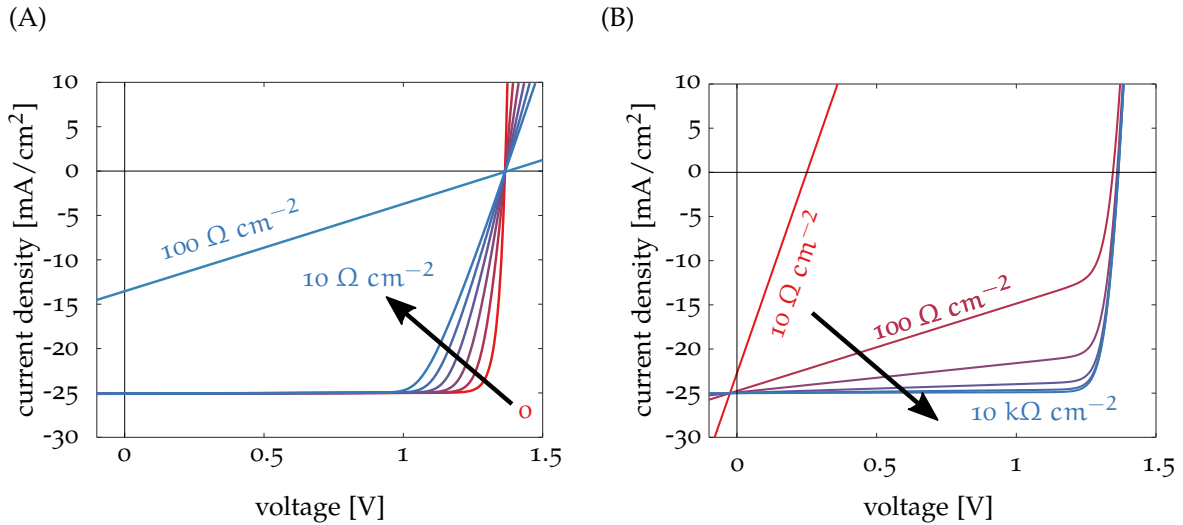 (A)
(B)
current density [mA/cm²]
10
5
0
-5
-10
-15
-20
-25
-30
100 Ω cm⁻²
10 Ω cm⁻²
0
0
0.5
1
1.5
voltage [V]
current density [mA/cm²]
10
5
0
-5
-10
-15
-20
-25
-30
10 Ω cm⁻²
100 Ω cm⁻²
10 kΩ cm⁻²
0
0.5
1
1.5
voltage [V]